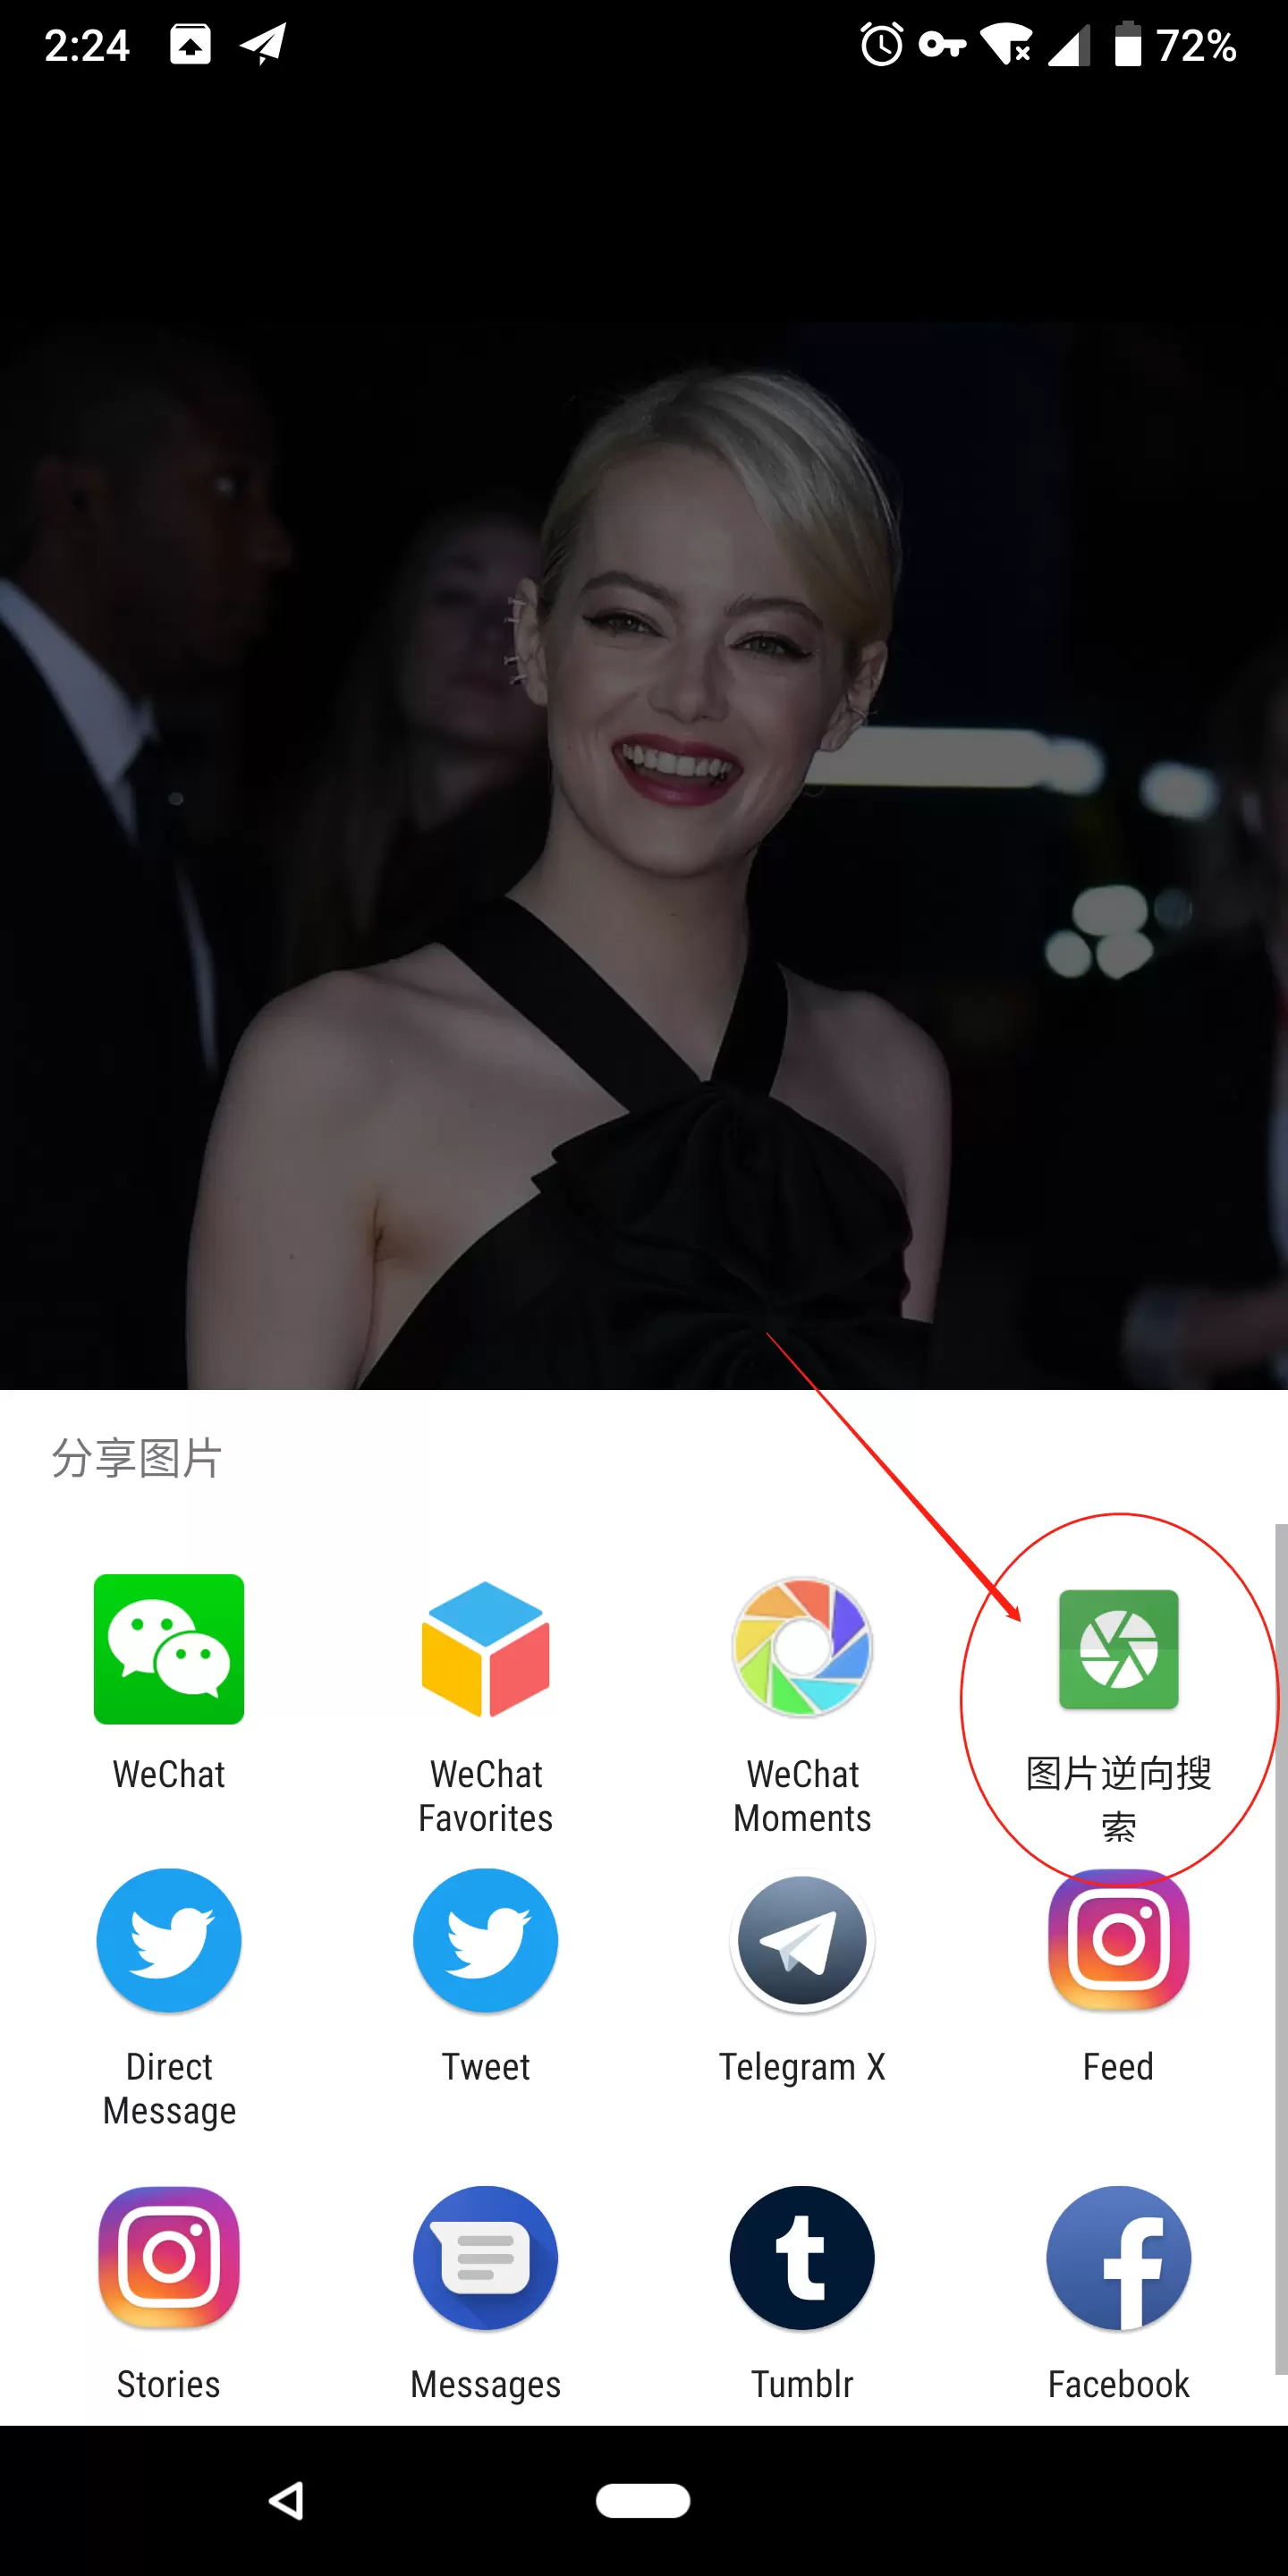 2:24
72%
分享图片
WeChat
WeChat
Favorites
WeChat
Moments
图片逆向搜
索
Direct
Message
Tweet
Telegram X
Feed
Stories
Messages
Tumblr
Facebook